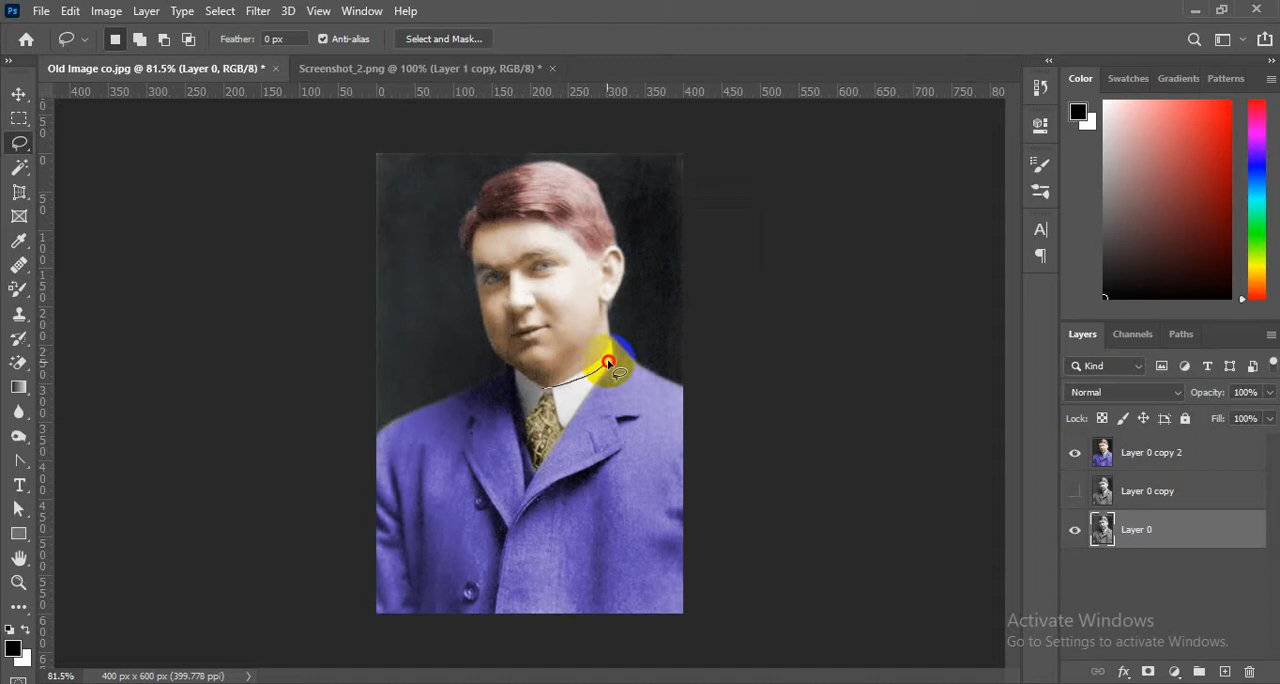 Ps File Edit Image Layer Type Select Filter 3D View Window Help
Feather: 0 px Anti-alias Select and Mask...
Old Image co.jpg @ 81.5% (Layer 0, RGB/8) * × Screenshot_2.png @ 100% (Layer 1 copy, RGB/8) * ×
400 350 300 250 200 150 100 50 0 50 100 150 200 250 300 350 400 450 500 550 600 650 700 750 80
Color Swatches Gradients Patterns
Layers Channels Paths
Kind
Normal Opacity: 100%
Lock: Fill: 100%
Layer 0 copy 2
Layer 0 copy
Layer 0
Activate Windows
Go to Settings to activate Windows.
81.5% 400 px x 600 px (399.777 ppi)